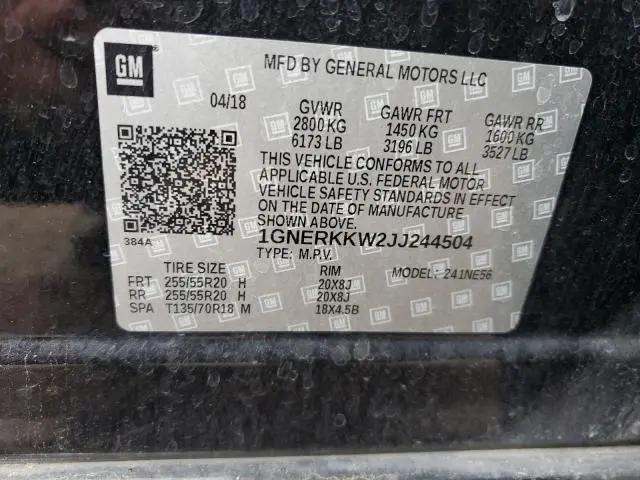 GM
MFD BY GENERAL MOTORS LLC
04/18 GVWR GAWR FRT GAWR RR
2800 KG 1450 KG 1600 KG
6173 LB 3196 LB 3527 LB
THIS VEHICLE CONFORMS TO ALL
APPLICABLE U.S. FEDERAL MOTOR
VEHICLE SAFETY STANDARDS IN EFFECT
ON THE DATE OF MANUFACTURE.
1GNERKKW2JJ244504
384A
TYPE: M.P.V. MODEL: 241NE56
TIRE SIZE RIM
FRT 255/55R20 H 20X8J
RR 255/55R20 H 20X8J
SPA T135/70R18 M 18X4.5B